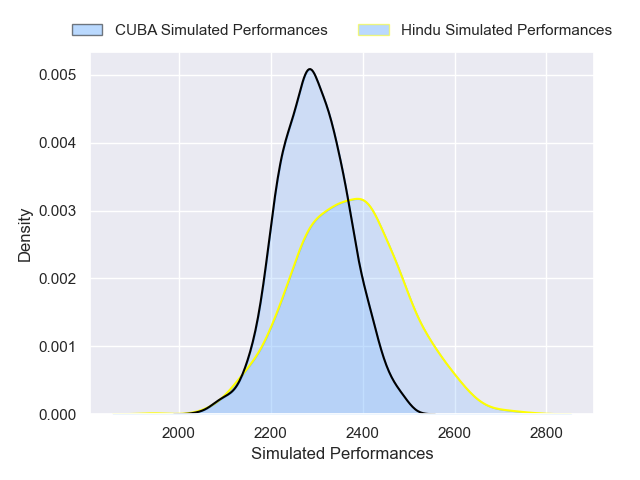 CUBA Simulated Performances Hindu Simulated Performances
0.005
0.004
0.003
0.002
0.001
0.000
Density
2000 2200 2400 2600 2800
Simulated Performances